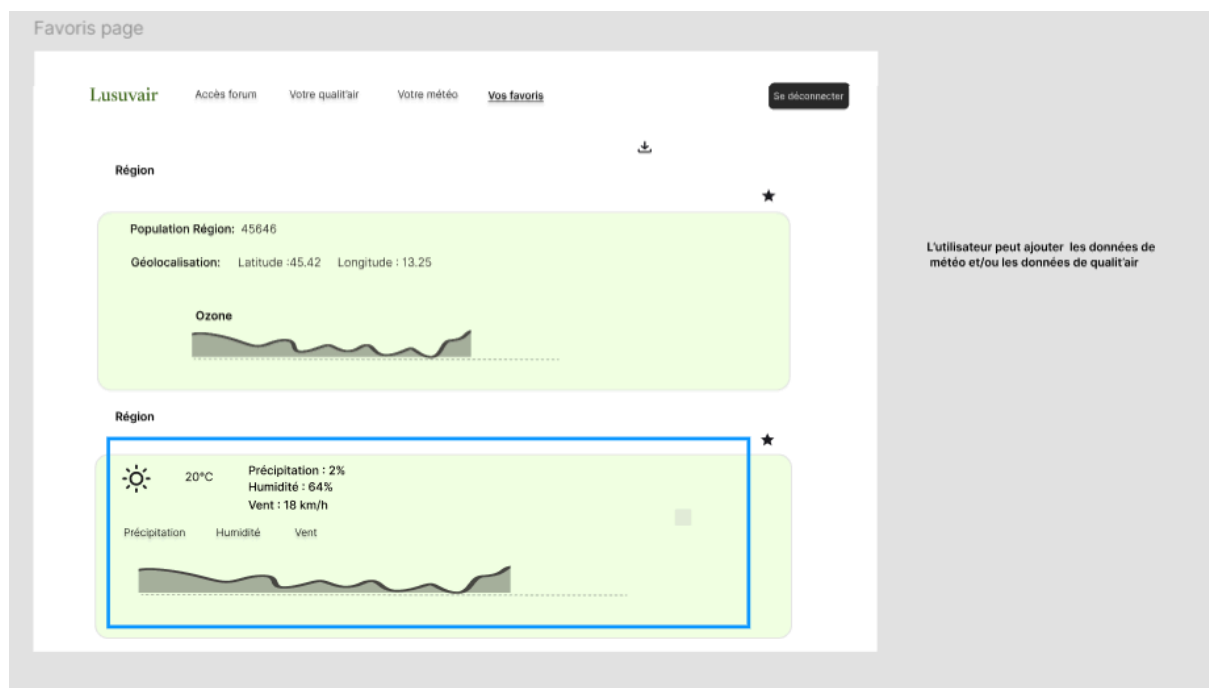 Favoris page
Lusuvair Accès forum Votre qualit'air Votre météo Vos favoris Se déconnecter
Région
Population Région: 45646
Géolocalisation: Latitude :45.42 Longitude : 13.25
L'utilisateur peut ajouter les données de
météo et/ou les données de qualit'air
Ozone
Région
20°C
Précipitation : 2%
Humidité : 64%
Vent : 18 km/h
Précipitation Humidité Vent